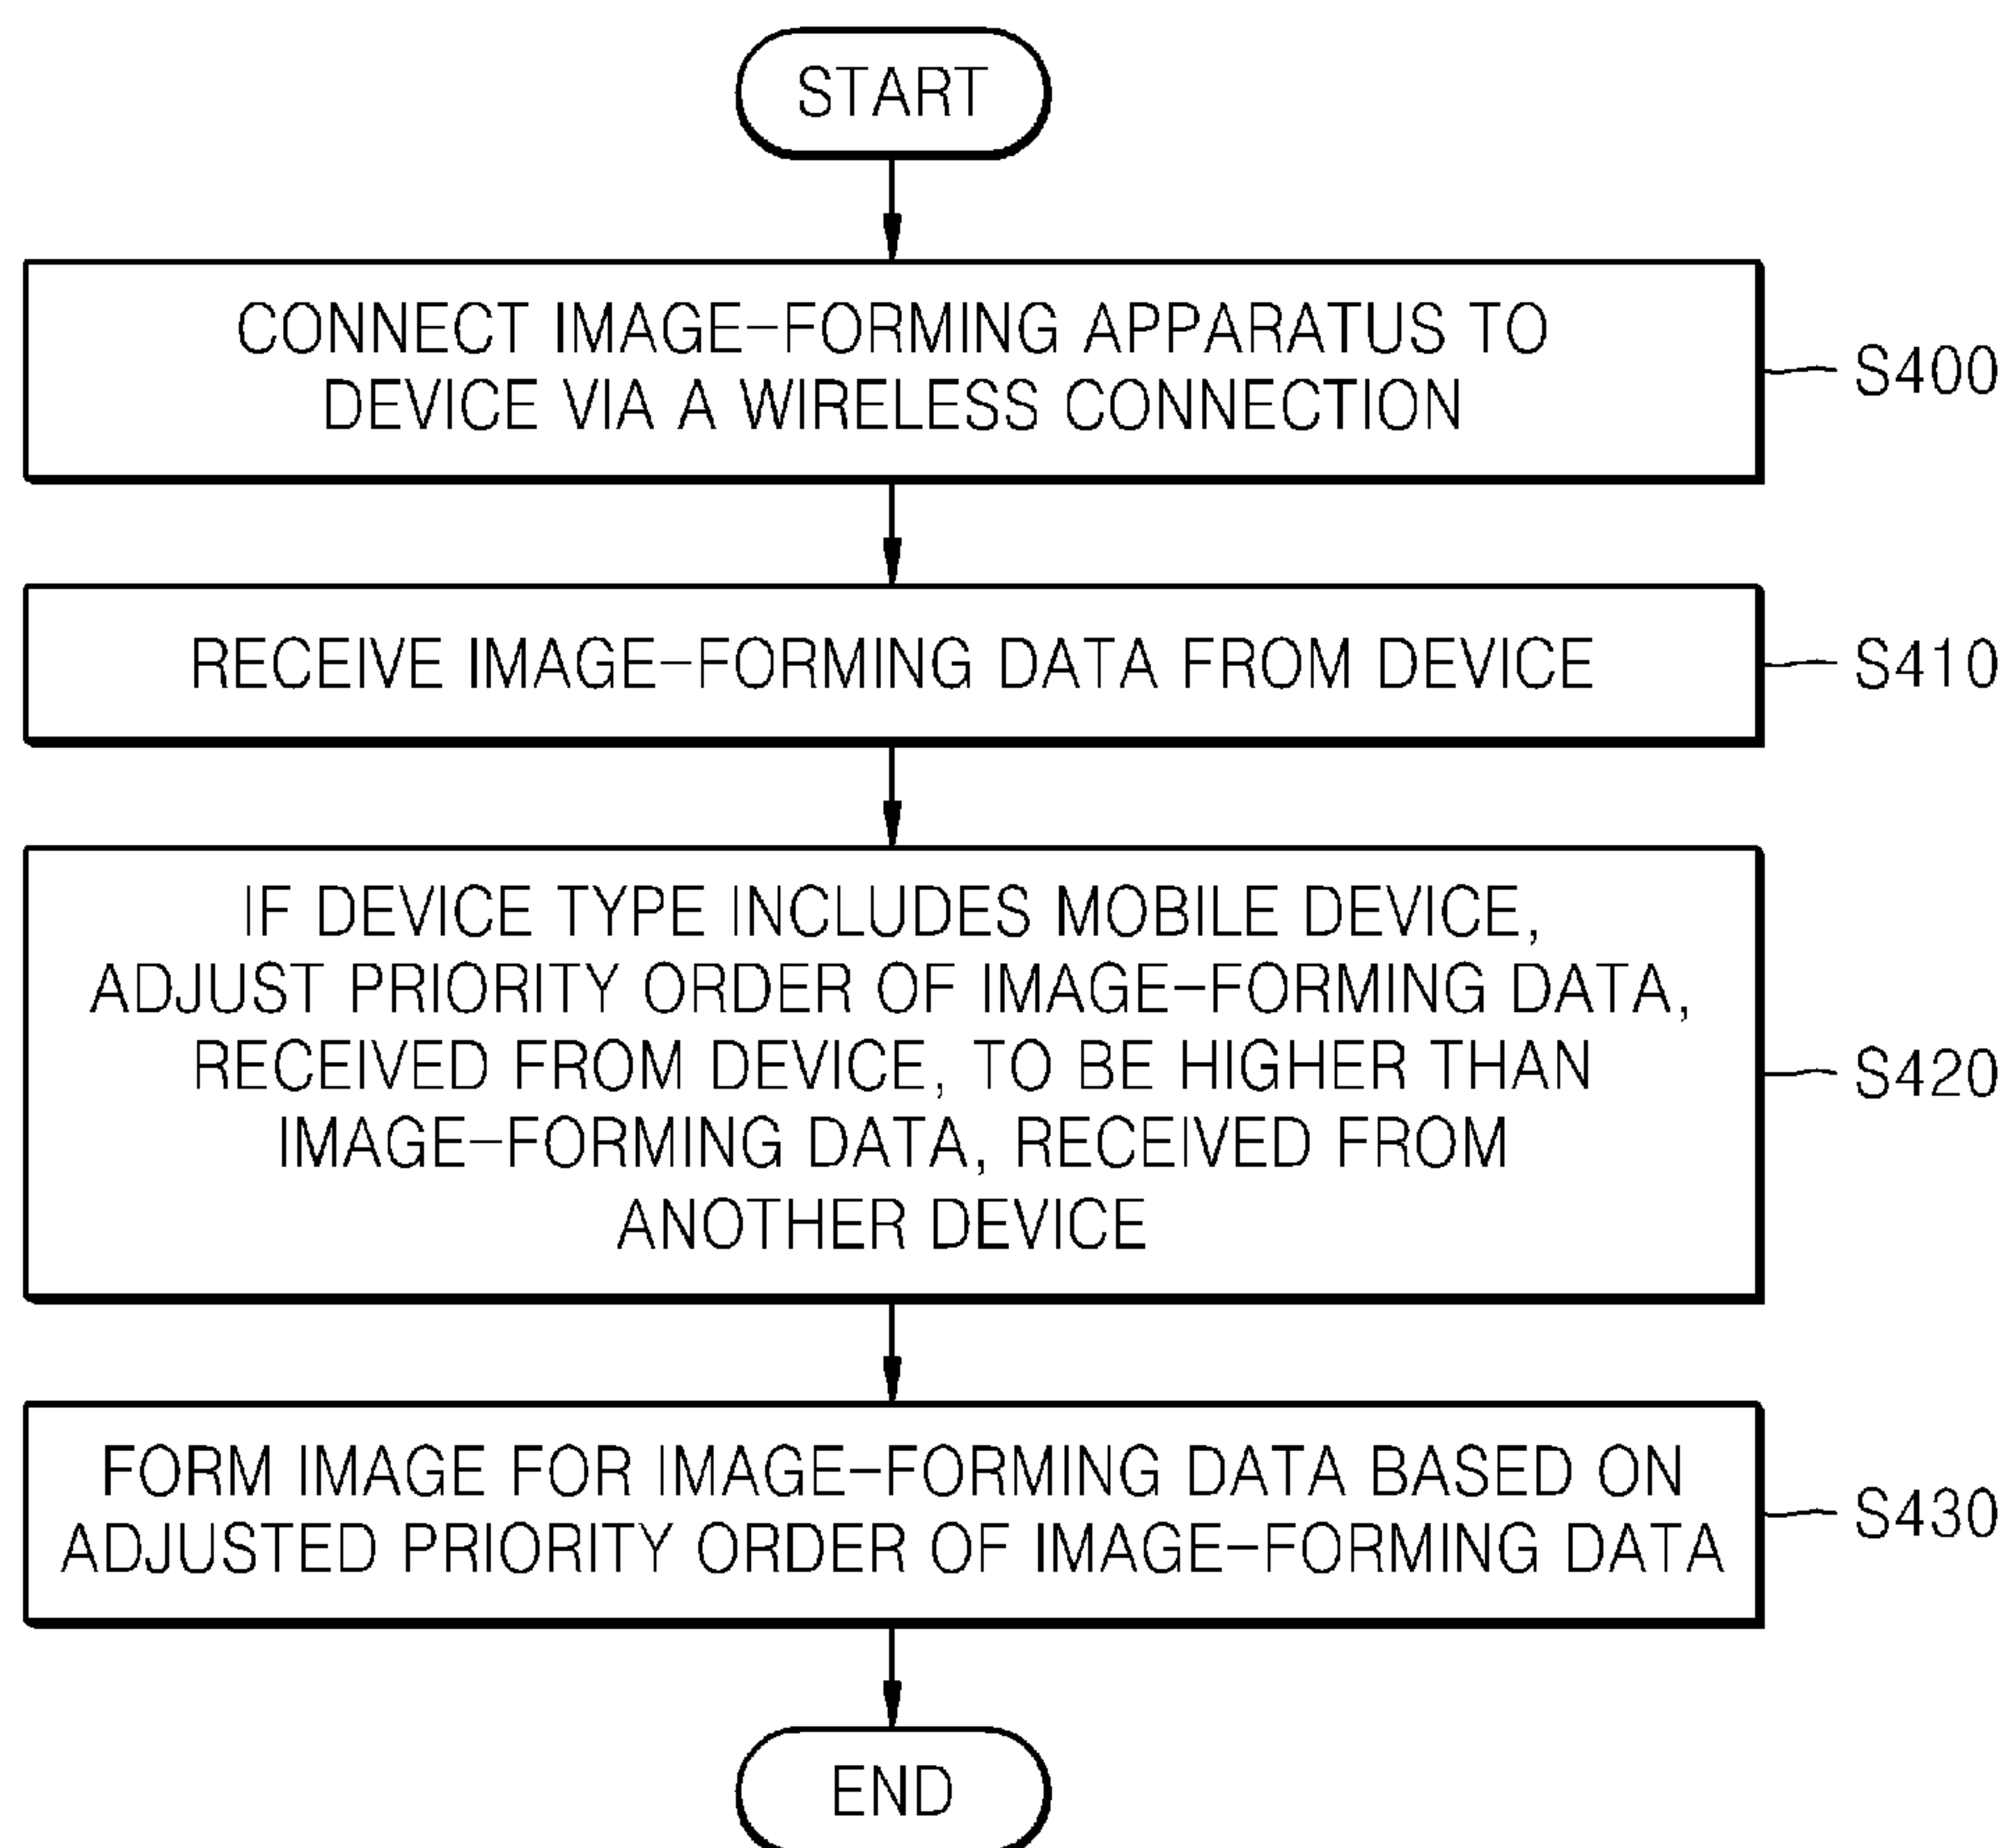 START
CONNECT IMAGE-FORMING APPARATUS TO
DEVICE VIA A WIRELESS CONNECTION
S400
RECEIVE IMAGE-FORMING DATA FROM DEVICE
S410
IF DEVICE TYPE INCLUDES MOBILE DEVICE,
ADJUST PRIORITY ORDER OF IMAGE-FORMING DATA,
RECEIVED FROM DEVICE, TO BE HIGHER THAN
IMAGE-FORMING DATA, RECEIVED FROM
ANOTHER DEVICE
S420
FORM IMAGE FOR IMAGE-FORMING DATA BASED ON
ADJUSTED PRIORITY ORDER OF IMAGE-FORMING DATA
S430
END